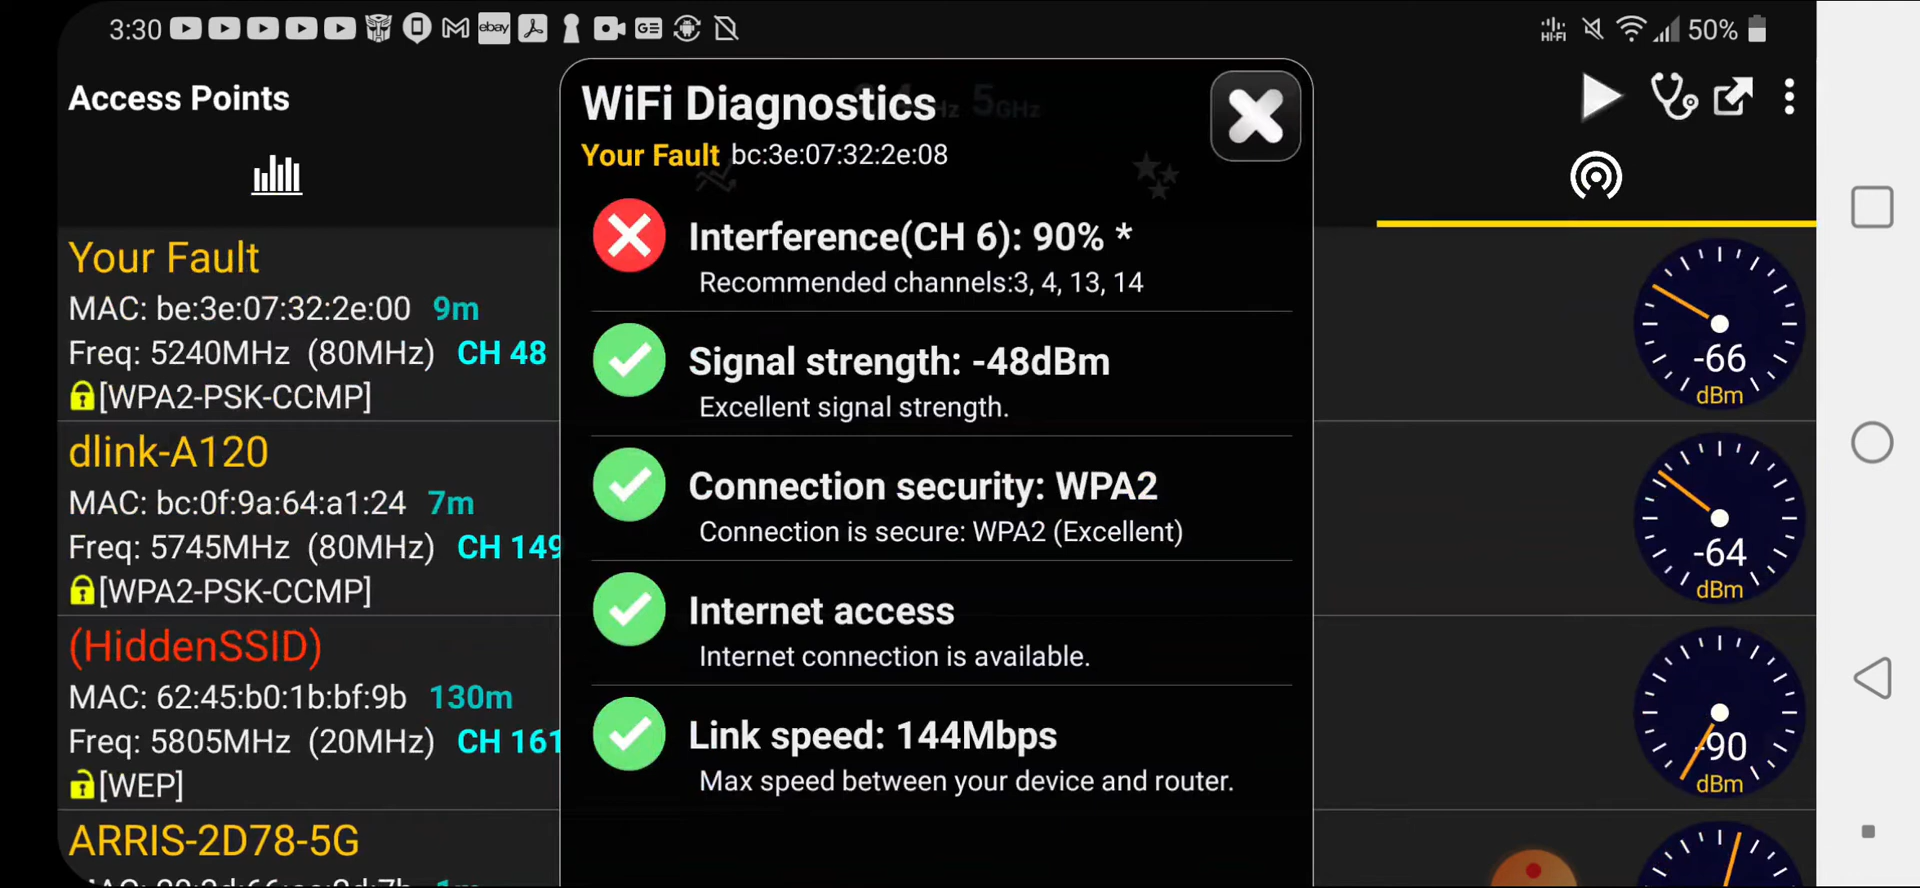 3:30
ebay
GE
HI-FI
50%
Access Points
WiFi Diagnostics
Hz 5GHz
Your Fault bc:3e:07:32:2e:08
Interference(CH 6): 90% *
Recommended channels:3, 4, 13, 14
Signal strength: -48dBm
Excellent signal strength.
Connection security: WPA2
Connection is secure: WPA2 (Excellent)
Internet access
Internet connection is available.
Link speed: 144Mbps
Max speed between your device and router.
Your Fault
MAC: be:3e:07:32:2e:00 9m
Freq: 5240MHz (80MHz) CH 48
[WPA2-PSK-CCMP]
-66
dBm
dlink-A120
MAC: bc:0f:9a:64:a1:24 7m
Freq: 5745MHz (80MHz) CH 149
[WPA2-PSK-CCMP]
-64
dBm
(HiddenSSID)
MAC: 62:45:b0:1b:bf:9b 130m
Freq: 5805MHz (20MHz) CH 161
[WEP]
-90
dBm
ARRIS-2D78-5G